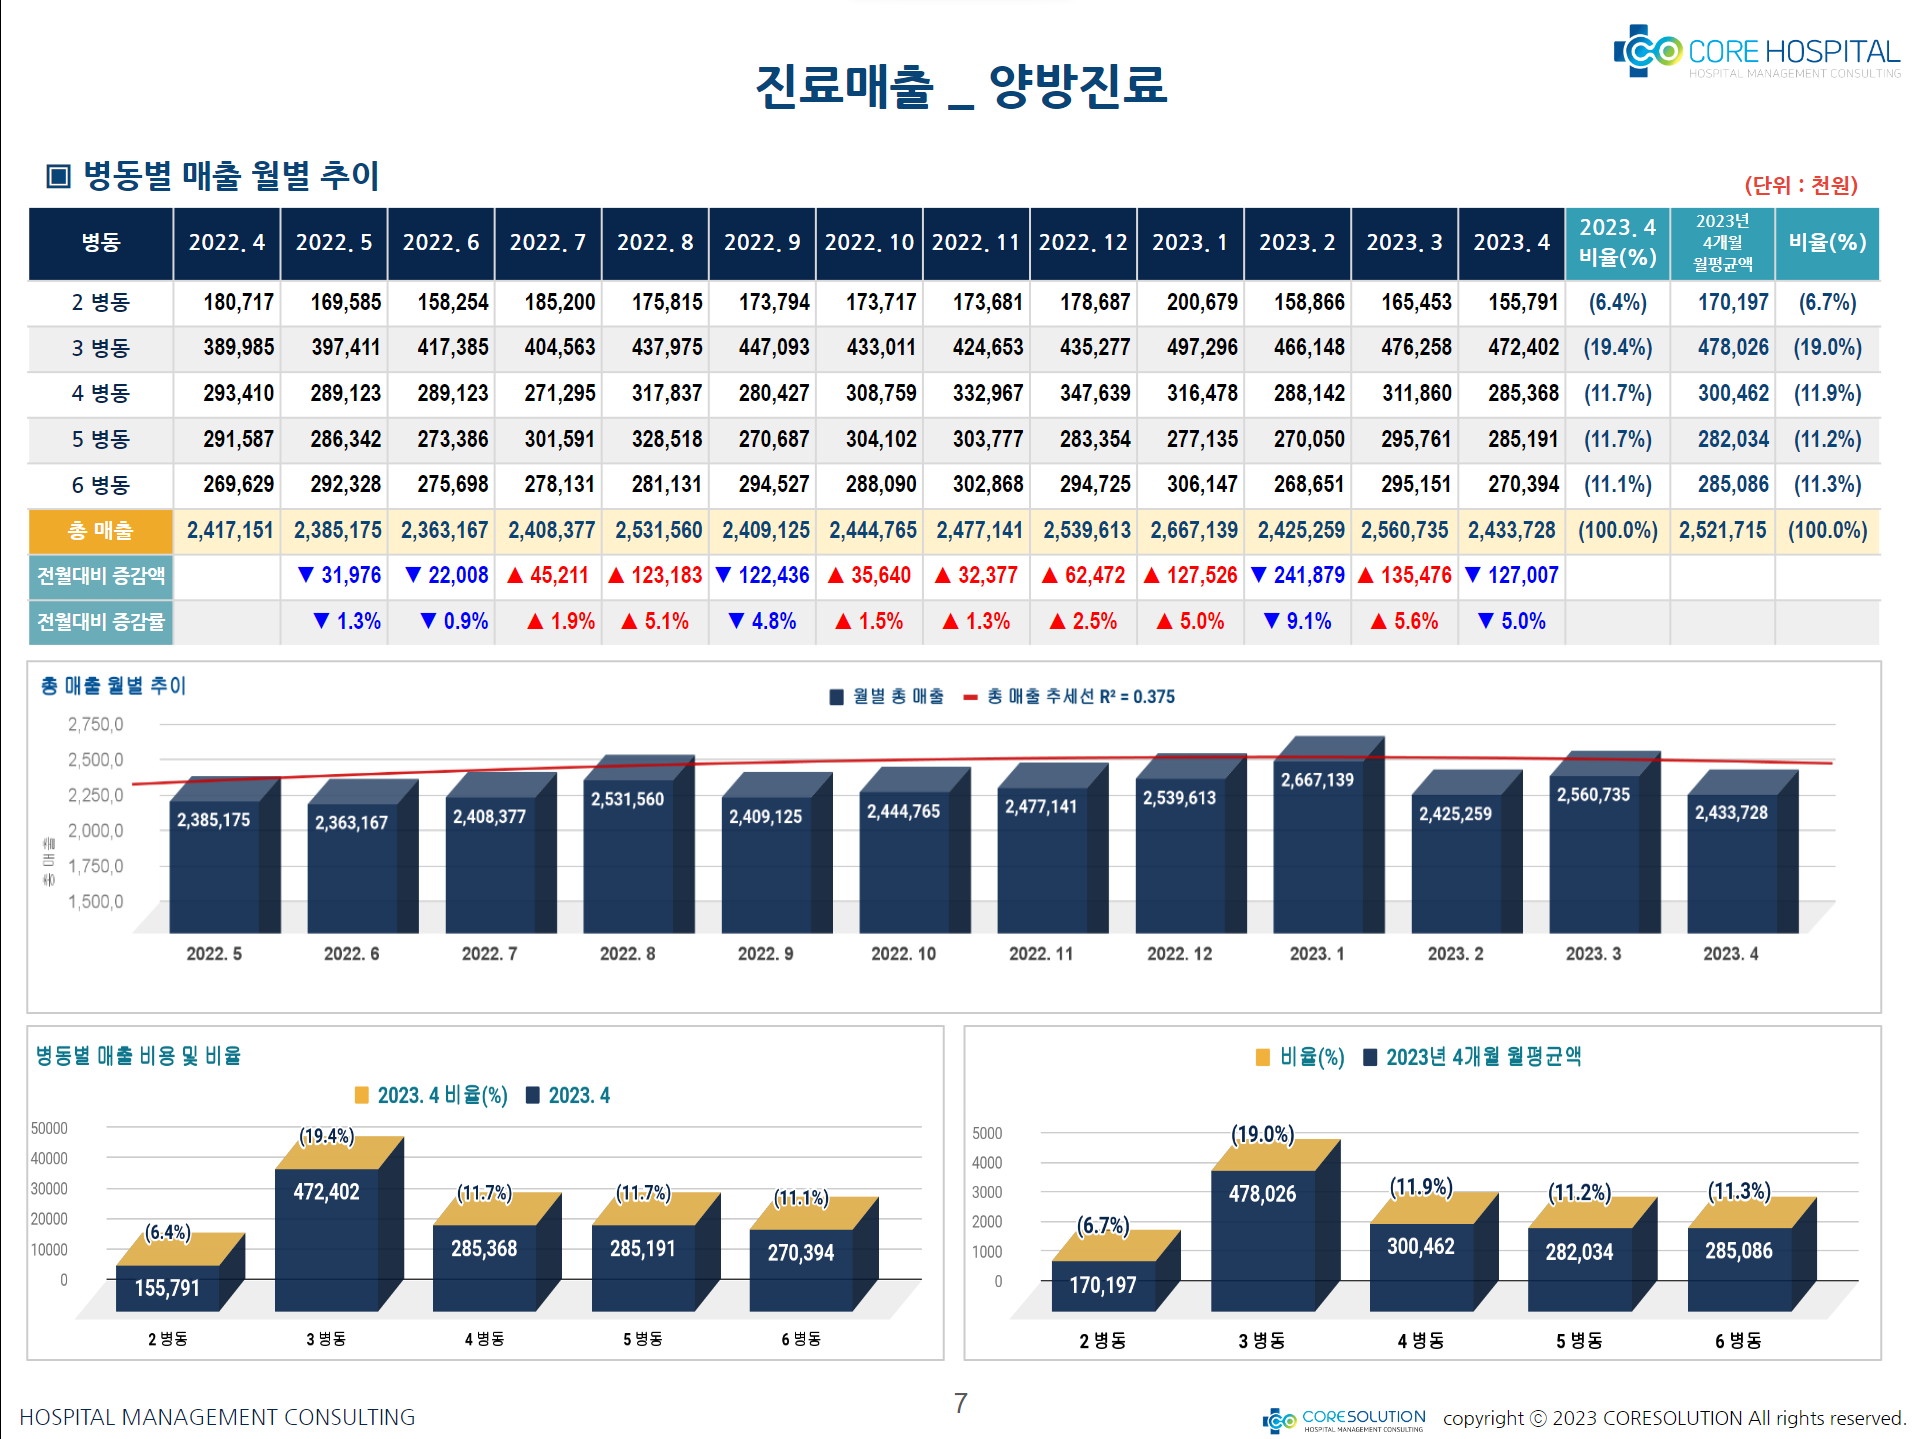 CORE HOSPITAL
HOSPITAL MANAGEMENT CONSULTING
진료매출 _ 양방진료
▣ 병동별 매출 월별 추이
(단위 : 천원)
병동 2022. 4 2022. 5 2022. 6 2022. 7 2022. 8 2022. 9 2022. 10 2022. 11 2022. 12 2023. 1 2023. 2 2023. 3 2023. 4 2023. 4 비율(%) 2023년 4개월 월평균액 비율(%)
2 병동 180,717 169,585 158,254 185,200 175,815 173,794 173,717 173,681 178,687 200,679 158,866 165,453 155,791 (6.4%) 170,197 (6.7%)
3 병동 389,985 397,411 417,385 404,563 437,975 447,093 433,011 424,653 435,277 497,296 466,148 476,258 472,402 (19.4%) 478,026 (19.0%)
4 병동 293,410 289,123 289,123 271,295 317,837 280,427 308,759 332,967 347,639 316,478 288,142 311,860 285,368 (11.7%) 300,462 (11.9%)
5 병동 291,587 286,342 273,386 301,591 328,518 270,687 304,102 303,777 283,354 277,135 270,050 295,761 285,191 (11.7%) 282,034 (11.2%)
6 병동 269,629 292,328 275,698 278,131 281,131 294,527 288,090 302,868 294,725 306,147 268,651 295,151 270,394 (11.1%) 285,086 (11.3%)
총 매출 2,417,151 2,385,175 2,363,167 2,408,377 2,531,560 2,409,125 2,444,765 2,477,141 2,539,613 2,667,139 2,425,259 2,560,735 2,433,728 (100.0%) 2,521,715 (100.0%)
전월대비 증감액 ▼ 31,976 ▼ 22,008 ▲ 45,211 ▲ 123,183 ▼ 122,436 ▲ 35,640 ▲ 32,377 ▲ 62,472 ▲ 127,526 ▼ 241,879 ▲ 135,476 ▼ 127,007
전월대비 증감률 ▼ 1.3% ▼ 0.9% ▲ 1.9% ▲ 5.1% ▼ 4.8% ▲ 1.5% ▲ 1.3% ▲ 2.5% ▲ 5.0% ▼ 9.1% ▲ 5.6% ▼ 5.0%
총 매출 월별 추이
월별 총 매출 총 매출 추세선 R² = 0.375
총 매출
2,750,0
2,500,0
2,250,0
2,000,0
1,750,0
1,500,0
2,385,175 2,363,167 2,408,377 2,531,560 2,409,125 2,444,765 2,477,141 2,539,613 2,667,139 2,425,259 2,560,735 2,433,728
2022. 5 2022. 6 2022. 7 2022. 8 2022. 9 2022. 10 2022. 11 2022. 12 2023. 1 2023. 2 2023. 3 2023. 4
병동별 매출 비용 및 비율
2023. 4 비율(%) 2023. 4
50000
40000
30000
20000
10000
0
(6.4%) (19.4%) (11.7%) (11.7%) (11.1%)
155,791 472,402 285,368 285,191 270,394
2 병동 3 병동 4 병동 5 병동 6 병동
비율(%) 2023년 4개월 월평균액
5000
4000
3000
2000
1000
0
(6.7%) (19.0%) (11.9%) (11.2%) (11.3%)
170,197 478,026 300,462 282,034 285,086
2 병동 3 병동 4 병동 5 병동 6 병동
HOSPITAL MANAGEMENT CONSULTING
7
CORESOLUTION
HOSPITAL MANAGEMENT CONSULTING
copyright ⓒ 2023 CORESOLUTION All rights reserved.